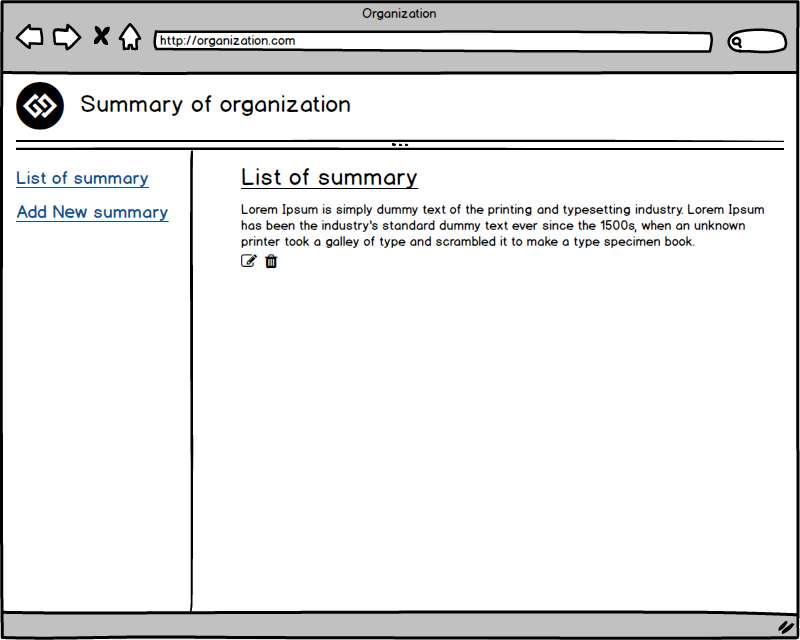 Organization
http://organization.com
Summary of organization
List of summary
Add New summary
List of summary
Lorem Ipsum is simply dummy text of the printing and typesetting industry. Lorem Ipsum
has been the industry's standard dummy text ever since the 1500s, when an unknown
printer took a galley of type and scrambled it to make a type specimen book.